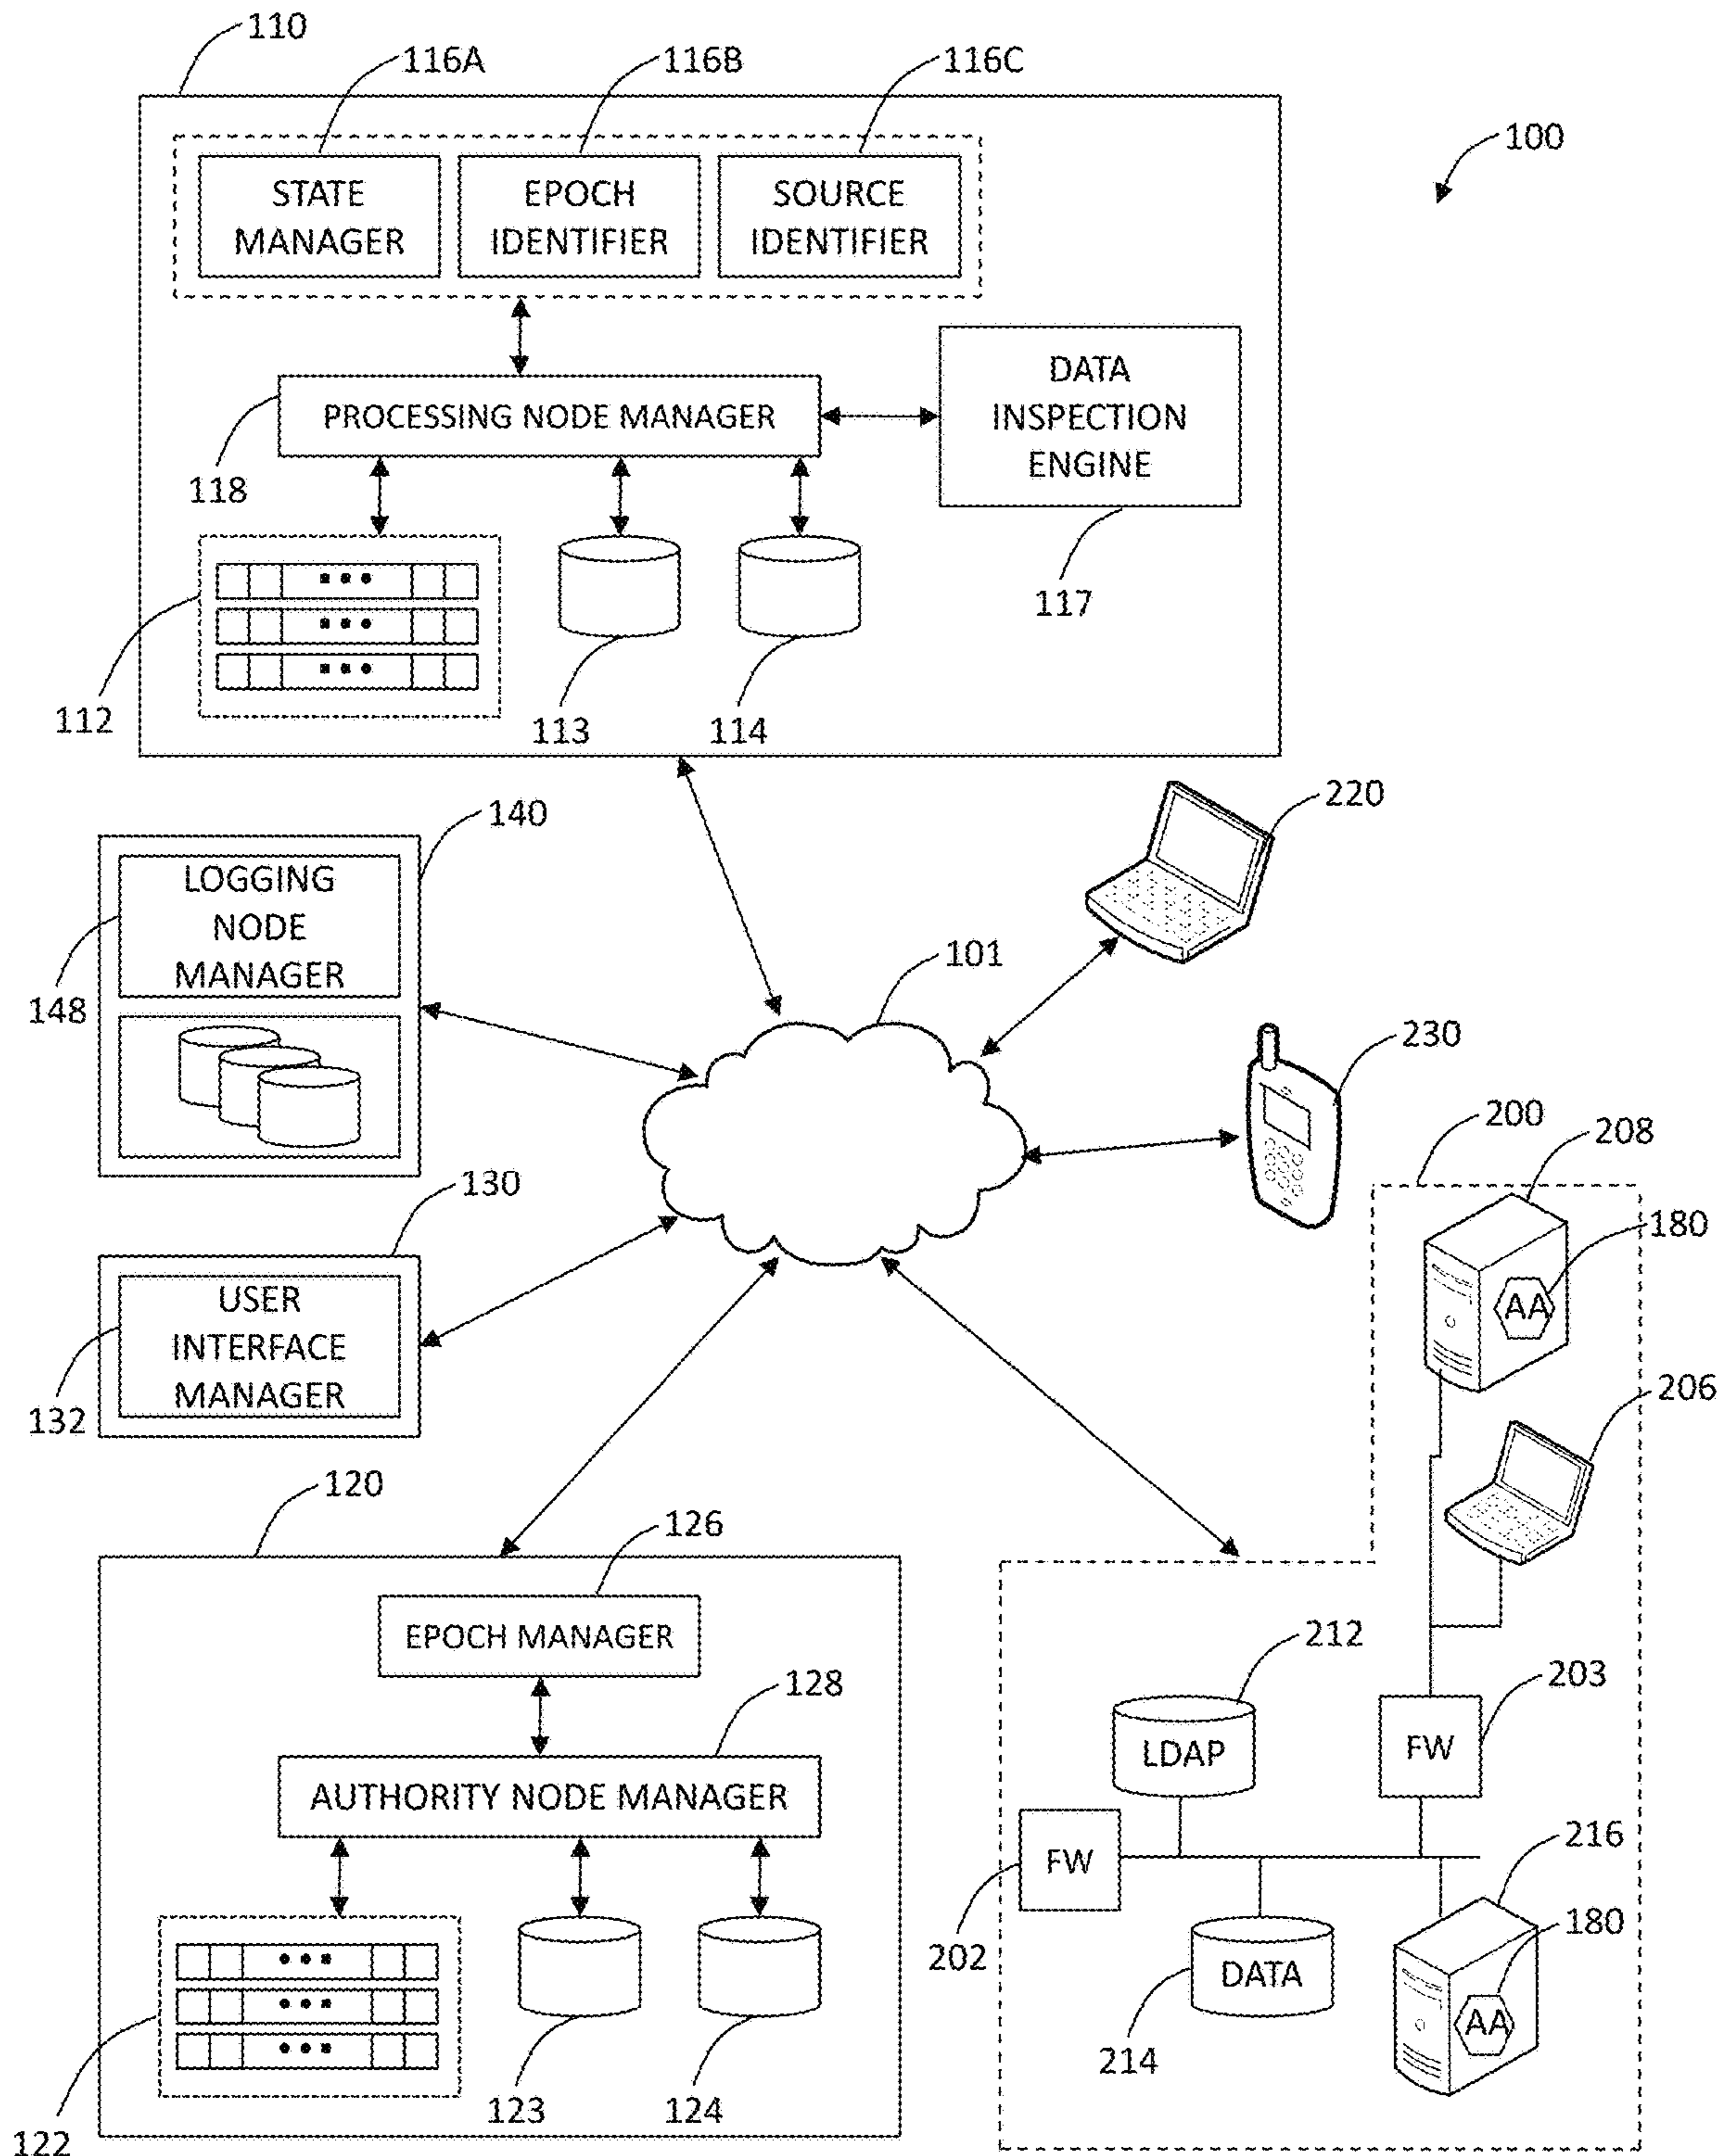 110
116A
116B
116C
100
STATE
MANAGER
EPOCH
IDENTIFIER
SOURCE
IDENTIFIER
DATA
INSPECTION
ENGINE
PROCESSING NODE MANAGER
118
117
112
113
114
220
140
LOGGING
NODE
MANAGER
148
101
230
200
208
180
AA
130
USER
INTERFACE
MANAGER
132
206
120
126
EPOCH MANAGER
128
AUTHORITY NODE MANAGER
212
LDAP
203
FW
FW
202
216
180
AA
DATA
214
122
123
124